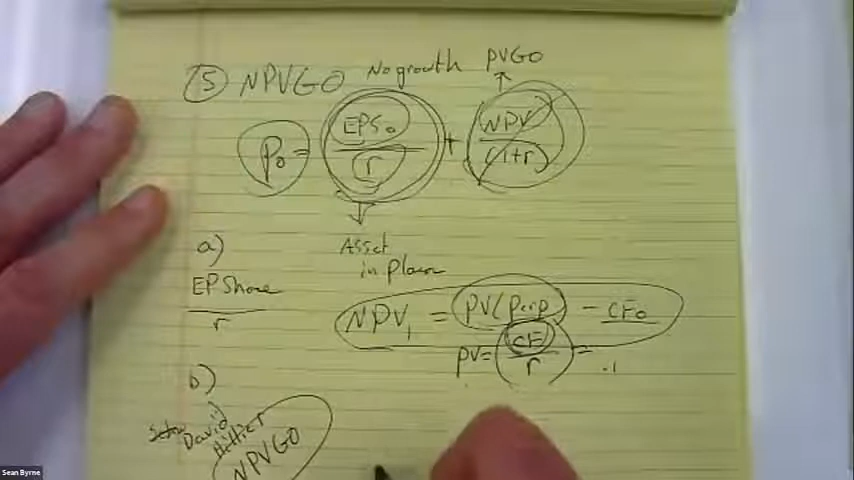 5 NPVGO No growth PVGO
P₀ = EPS₀ / r + NPV / (1+r)
Asset
in place
a)
EPShare
r
NPV₁ = PV(perp) - CF₀
PV = CF / r = .1
b)
David
Hillier
NPVGO
Sean Byrne